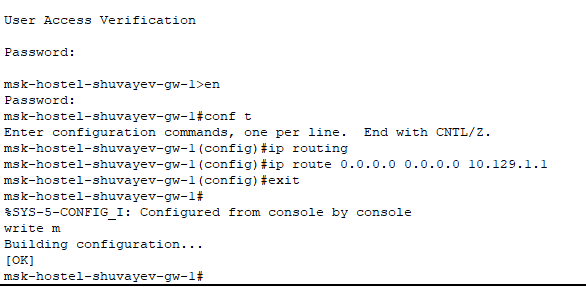 User Access Verification
Password:
msk-hostel-shuvayev-gw-1>en
Password:
msk-hostel-shuvayev-gw-1#conf t
Enter configuration commands, one per line.  End with CNTL/Z.
msk-hostel-shuvayev-gw-1(config)#ip routing
msk-hostel-shuvayev-gw-1(config)#ip route 0.0.0.0 0.0.0.0 10.129.1.1
msk-hostel-shuvayev-gw-1(config)#exit
msk-hostel-shuvayev-gw-1#
%SYS-5-CONFIG_I: Configured from console by console
write m
Building configuration...
[OK]
msk-hostel-shuvayev-gw-1#